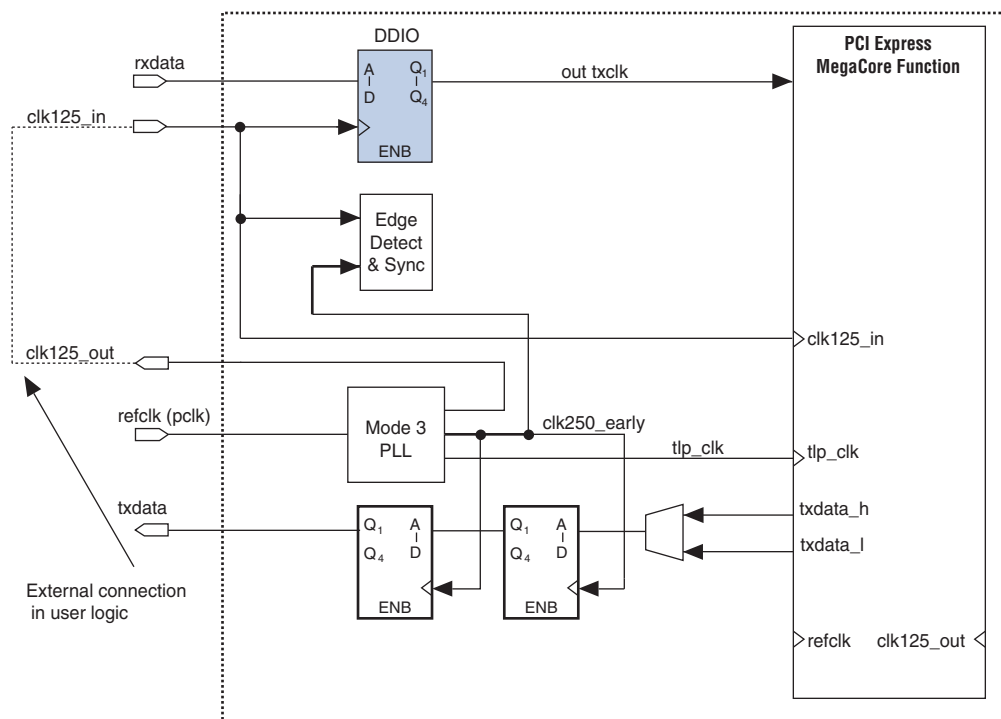 DDIO
PCI Express
MegaCore Function
rxdata
A
D
Q1
Q4
ENB
out txclk
clk125_in
Edge
Detect
& Sync
clk125_in
clk125_out
refclk (pclk)
Mode 3
PLL
clk250_early
tlp_clk
tlp_clk
txdata
Q1
Q4
A
D
ENB
Q1
Q4
A
D
ENB
txdata_h
txdata_l
External connection
in user logic
refclk
clk125_out